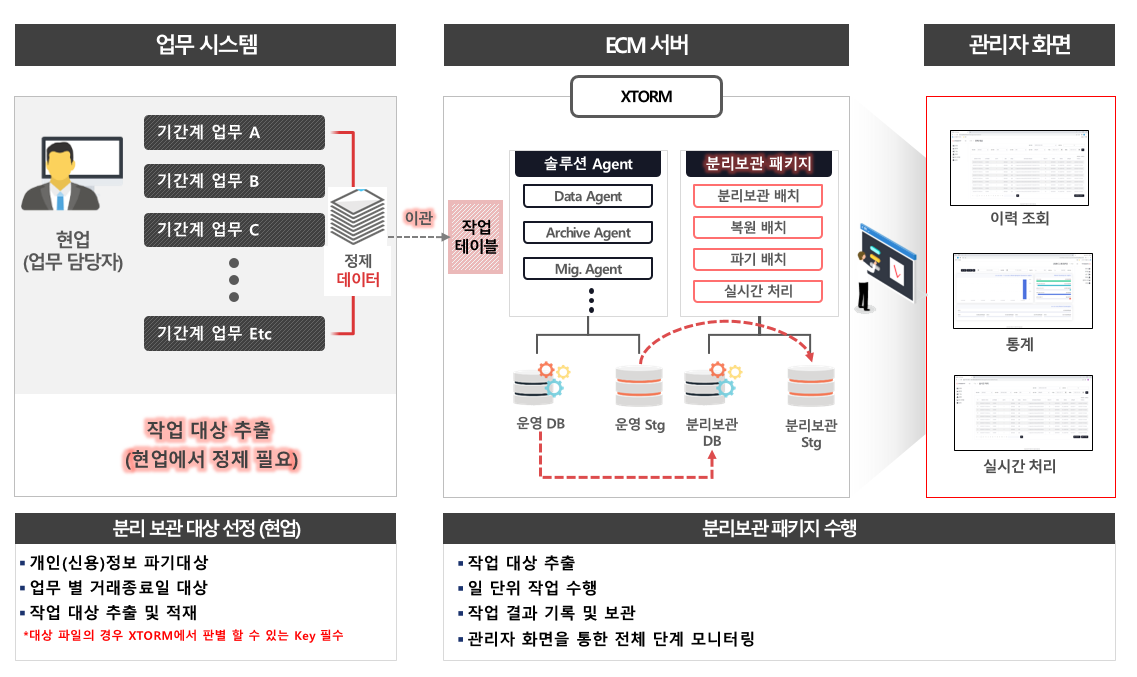 업무 시스템
ECM 서버
관리자 화면
XTORM
기간계 업무 A
기간계 업무 B
기간계 업무 C
기간계 업무 Etc
현업
(업무 담당자)
정제
데이터
이관
작업
테이블
솔루션 Agent
Data Agent
Archive Agent
Mig. Agent
분리보관 패키지
분리보관 배치
복원 배치
파기 배치
실시간 처리
운영 DB
운영 Stg
분리보관
DB
분리보관
Stg
이력 조회
통계
실시간 처리
작업 대상 추출
(현업에서 정제 필요)
분리 보관 대상 선정 (현업)
▪ 개인(신용)정보 파기대상
▪ 업무 별 거래종료일 대상
▪ 작업 대상 추출 및 적재
*대상 파일의 경우 XTORM에서 판별 할 수 있는 Key 필수
분리보관 패키지 수행
▪ 작업 대상 추출
▪ 일 단위 작업 수행
▪ 작업 결과 기록 및 보관
▪ 관리자 화면을 통한 전체 단계 모니터링